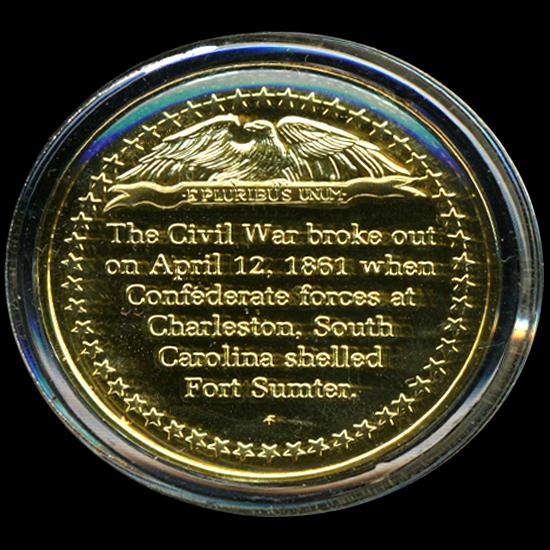 E PLURIBUS UNUM
The Civil War broke out
on April 12, 1861 when
Confederate forces at
Charleston, South
Carolina shelled
Fort Sumter.